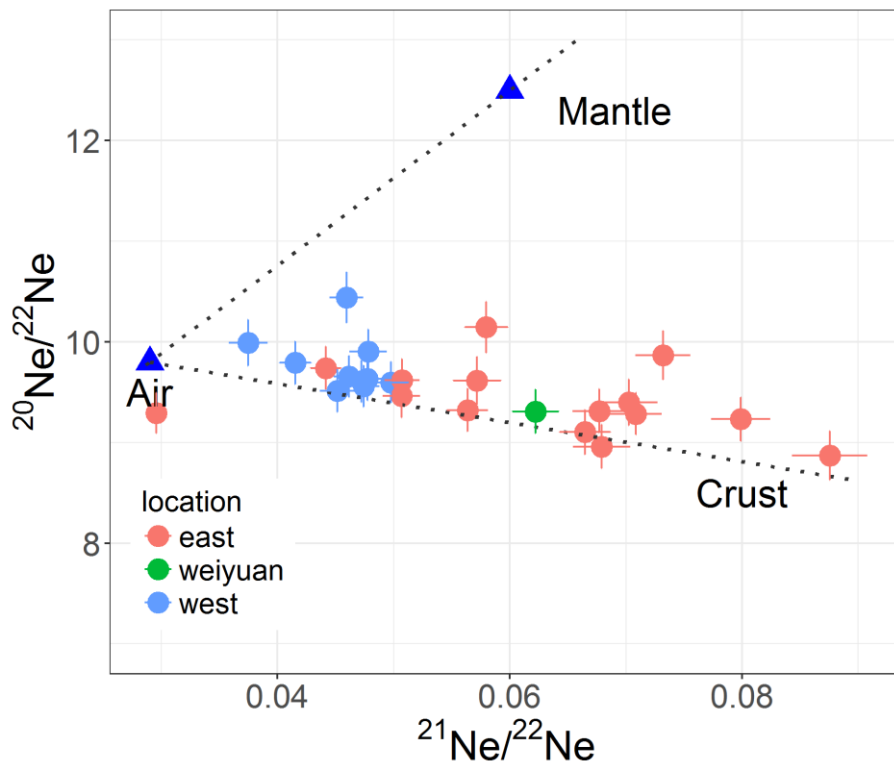 Mantle
12
²⁰Ne/²²Ne
10
Air
Crust
location
east
weiyuan
west
8
0.04
0.06
0.08
²¹Ne/²²Ne